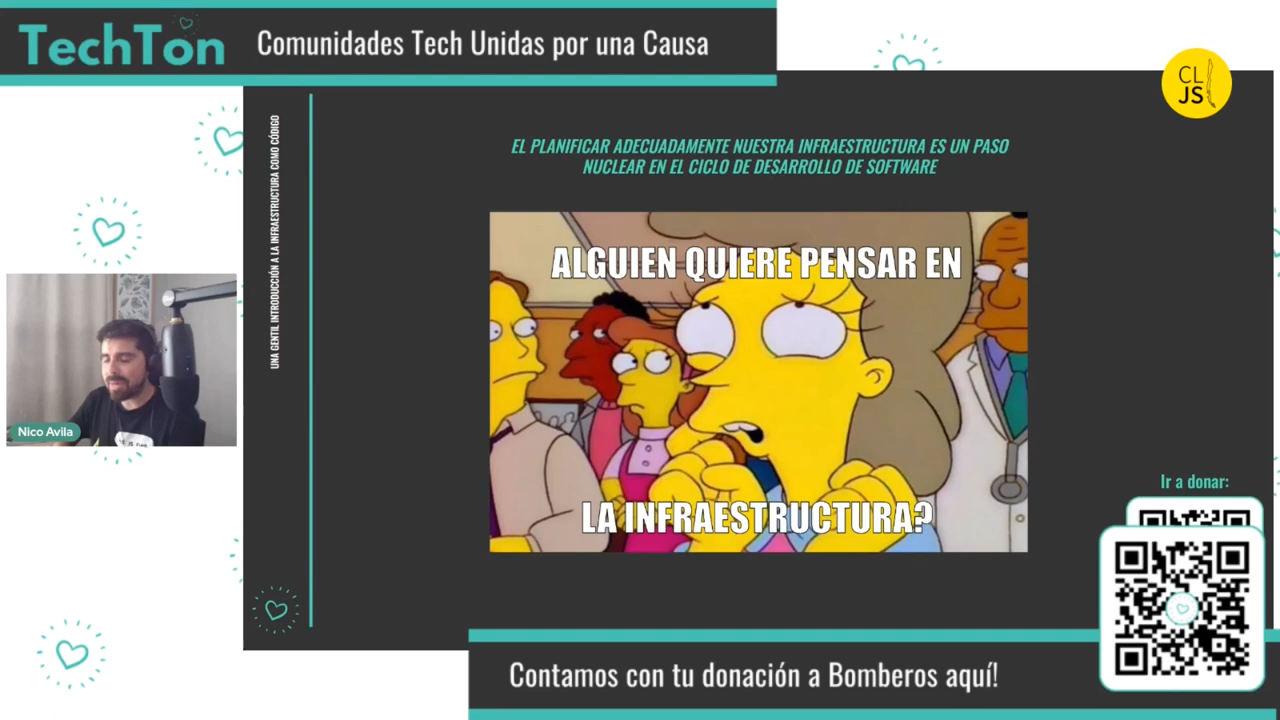 TechTon
Comunidades Tech Unidas por una Causa
CL
JS
UNA GENTIL INTRODUCCIÓN A LA INFRAESTRUCTURA COMO CÓDIGO
EL PLANIFICAR ADECUADAMENTE NUESTRA INFRAESTRUCTURA ES UN PASO
NUCLEAR EN EL CICLO DE DESARROLLO DE SOFTWARE
ALGUIEN QUIERE PENSAR EN
LA INFRAESTRUCTURA?
Nico Avila
Ir a donar:
Contamos con tu donación a Bomberos aquí!